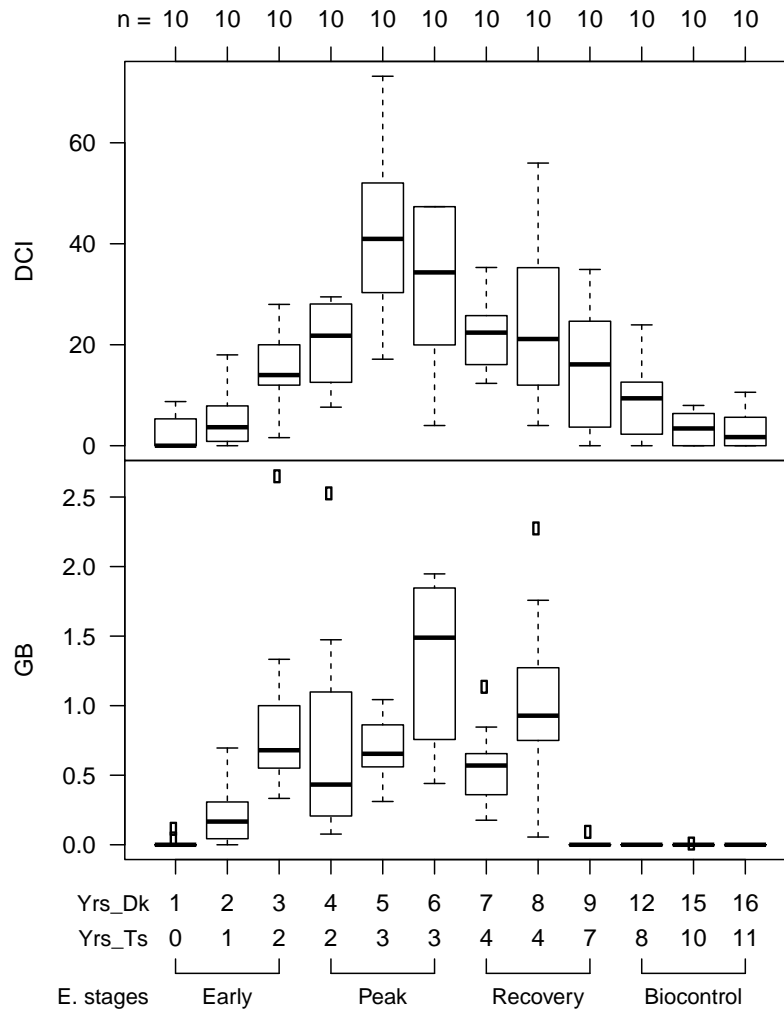 n = 10 10 10 10 10 10 10 10 10 10 10 10
60
40
DCI
20
0
2.5
2.0
1.5
GB
1.0
0.5
0.0
Yrs_Dk 1 2 3 4 5 6 7 8 9 12 15 16
Yrs_Ts 0 1 2 2 3 3 4 4 7 8 10 11
E. stages Early Peak Recovery Biocontrol